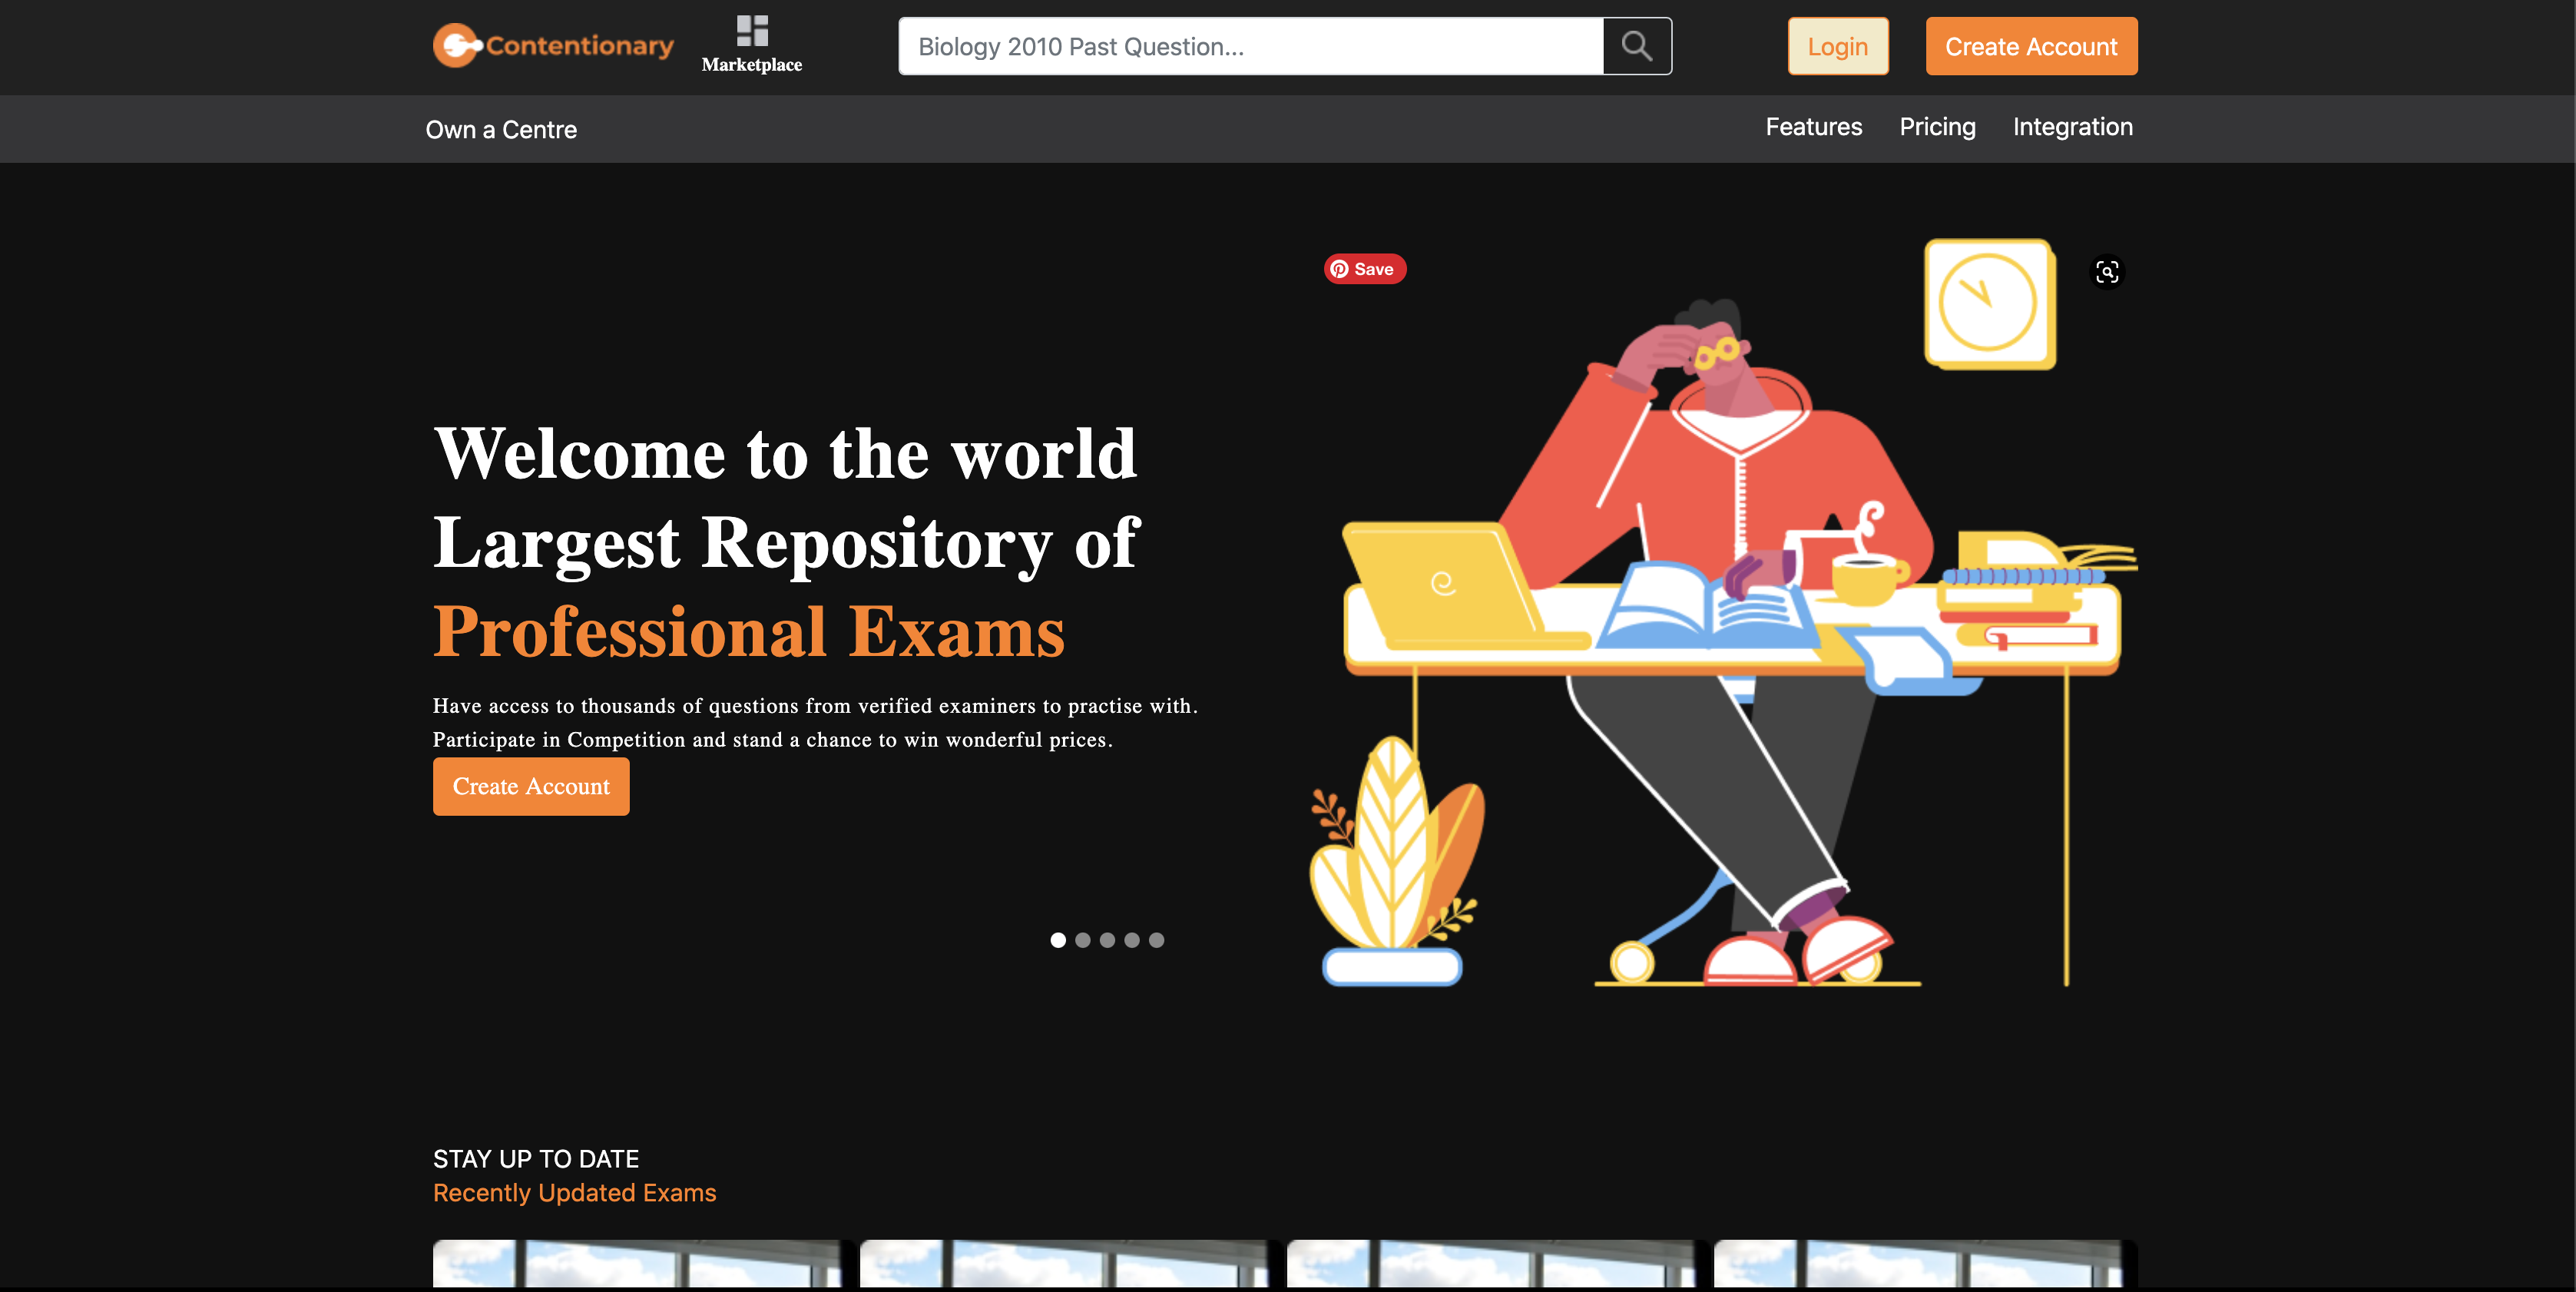 Contentionary
Marketplace
Biology 2010 Past Question...
Login
Create Account
Own a Centre
Features
Pricing
Integration
Save
Welcome to the world
Largest Repository of
Professional Exams
Have access to thousands of questions from verified examiners to practise with.
Participate in Competition and stand a chance to win wonderful prices.
Create Account
STAY UP TO DATE
Recently Updated Exams